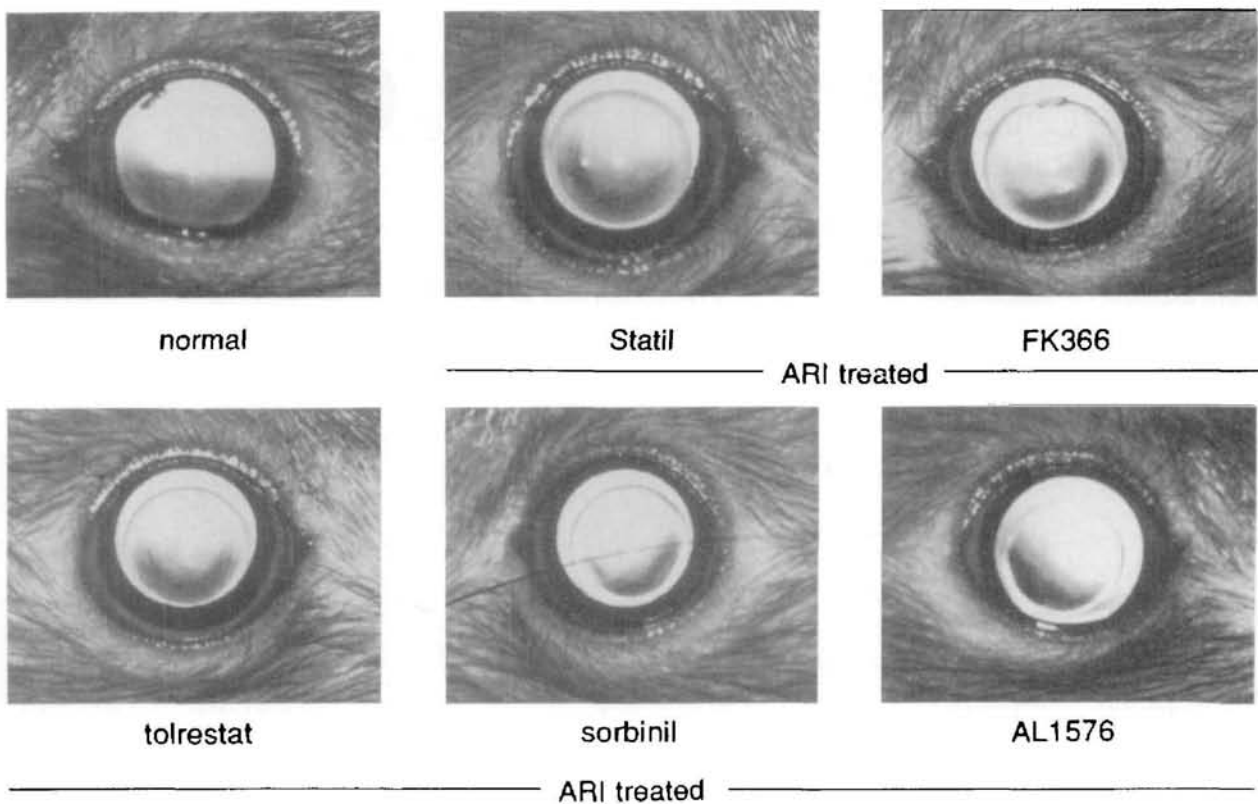 normal
Statil
FK366
ARI treated
tolrestat
sorbinil
AL1576
ARI treated